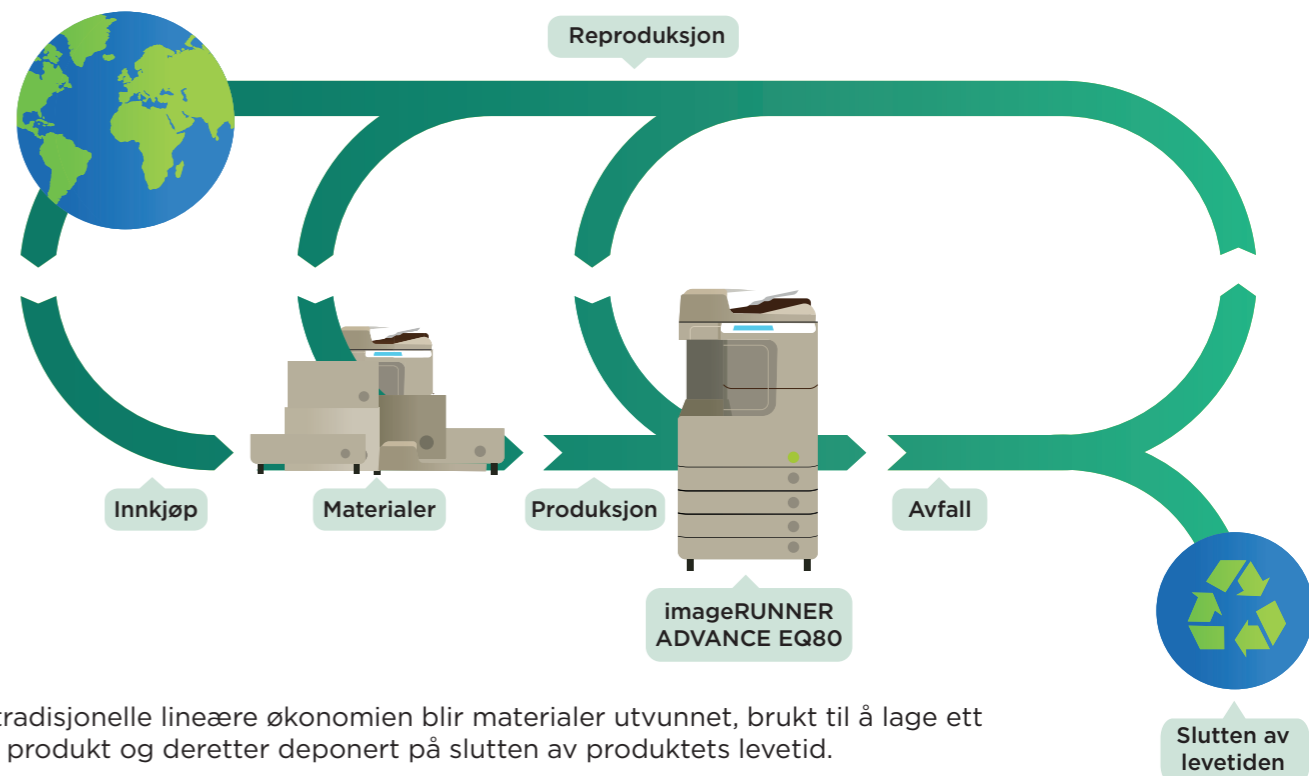 Reproduksjon
Innkjøp
Materialer
Produksjon
Avfall
imageRUNNER
ADVANCE EQ80
Slutten av
levetiden
tradisjonelle lineære økonomien blir materialer utvunnet, brukt til å lage ett
produkt og deretter deponert på slutten av produktets levetid.